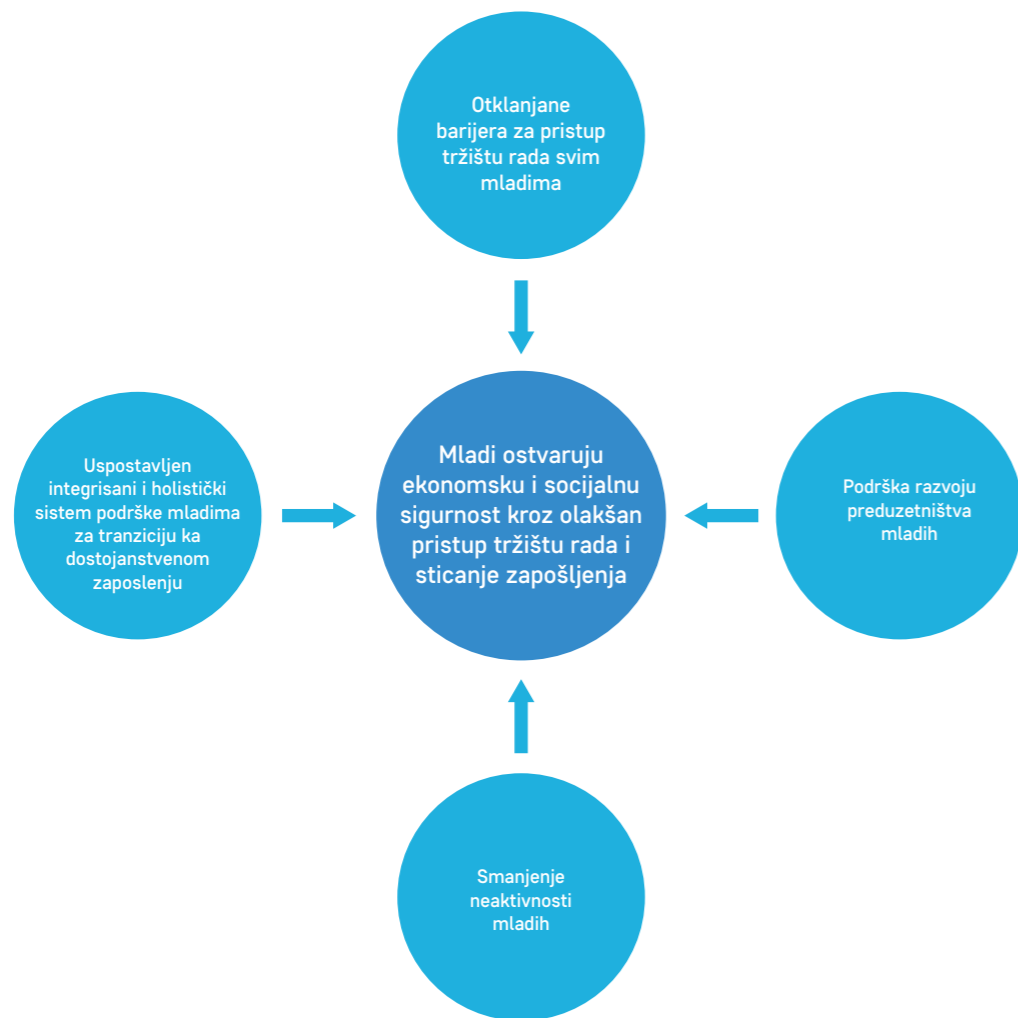 Otklanjane
barijera za pristup
tržištu rada svim
mladima
Uspostavljen
integrisani i holistički
sistem podrške mladima
za tranziciju ka
dostojanstvenom
zaposlenju
Mladi ostvaruju
ekonomsku i socijalnu
sigurnost kroz olakšan
pristup tržištu rada i
sticanje zapošljenja
Podrška razvoju
preduzetništva
mladih
Smanjenje
neaktivnosti
mladih